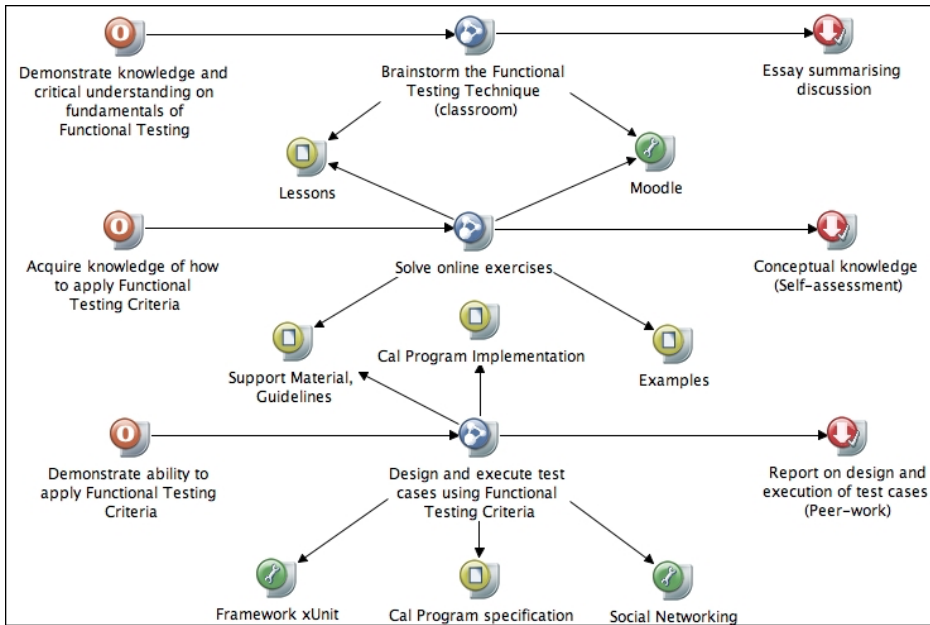 Demonstrate knowledge and
critical understanding on
fundamentals of
Functional Testing
Brainstorm the Functional
Testing Technique
(classroom)
Essay summarising
discussion
Lessons
Moodle
Acquire knowledge of how
to apply Functional
Testing Criteria
Solve online exercises
Conceptual knowledge
(Self-assessment)
Support Material,
Guidelines
Cal Program Implementation
Examples
Demonstrate ability to
apply Functional Testing
Criteria
Design and execute test
cases using Functional
Testing Criteria
Report on design and
execution of test cases
(Peer-work)
Framework xUnit
Cal Program specification
Social Networking